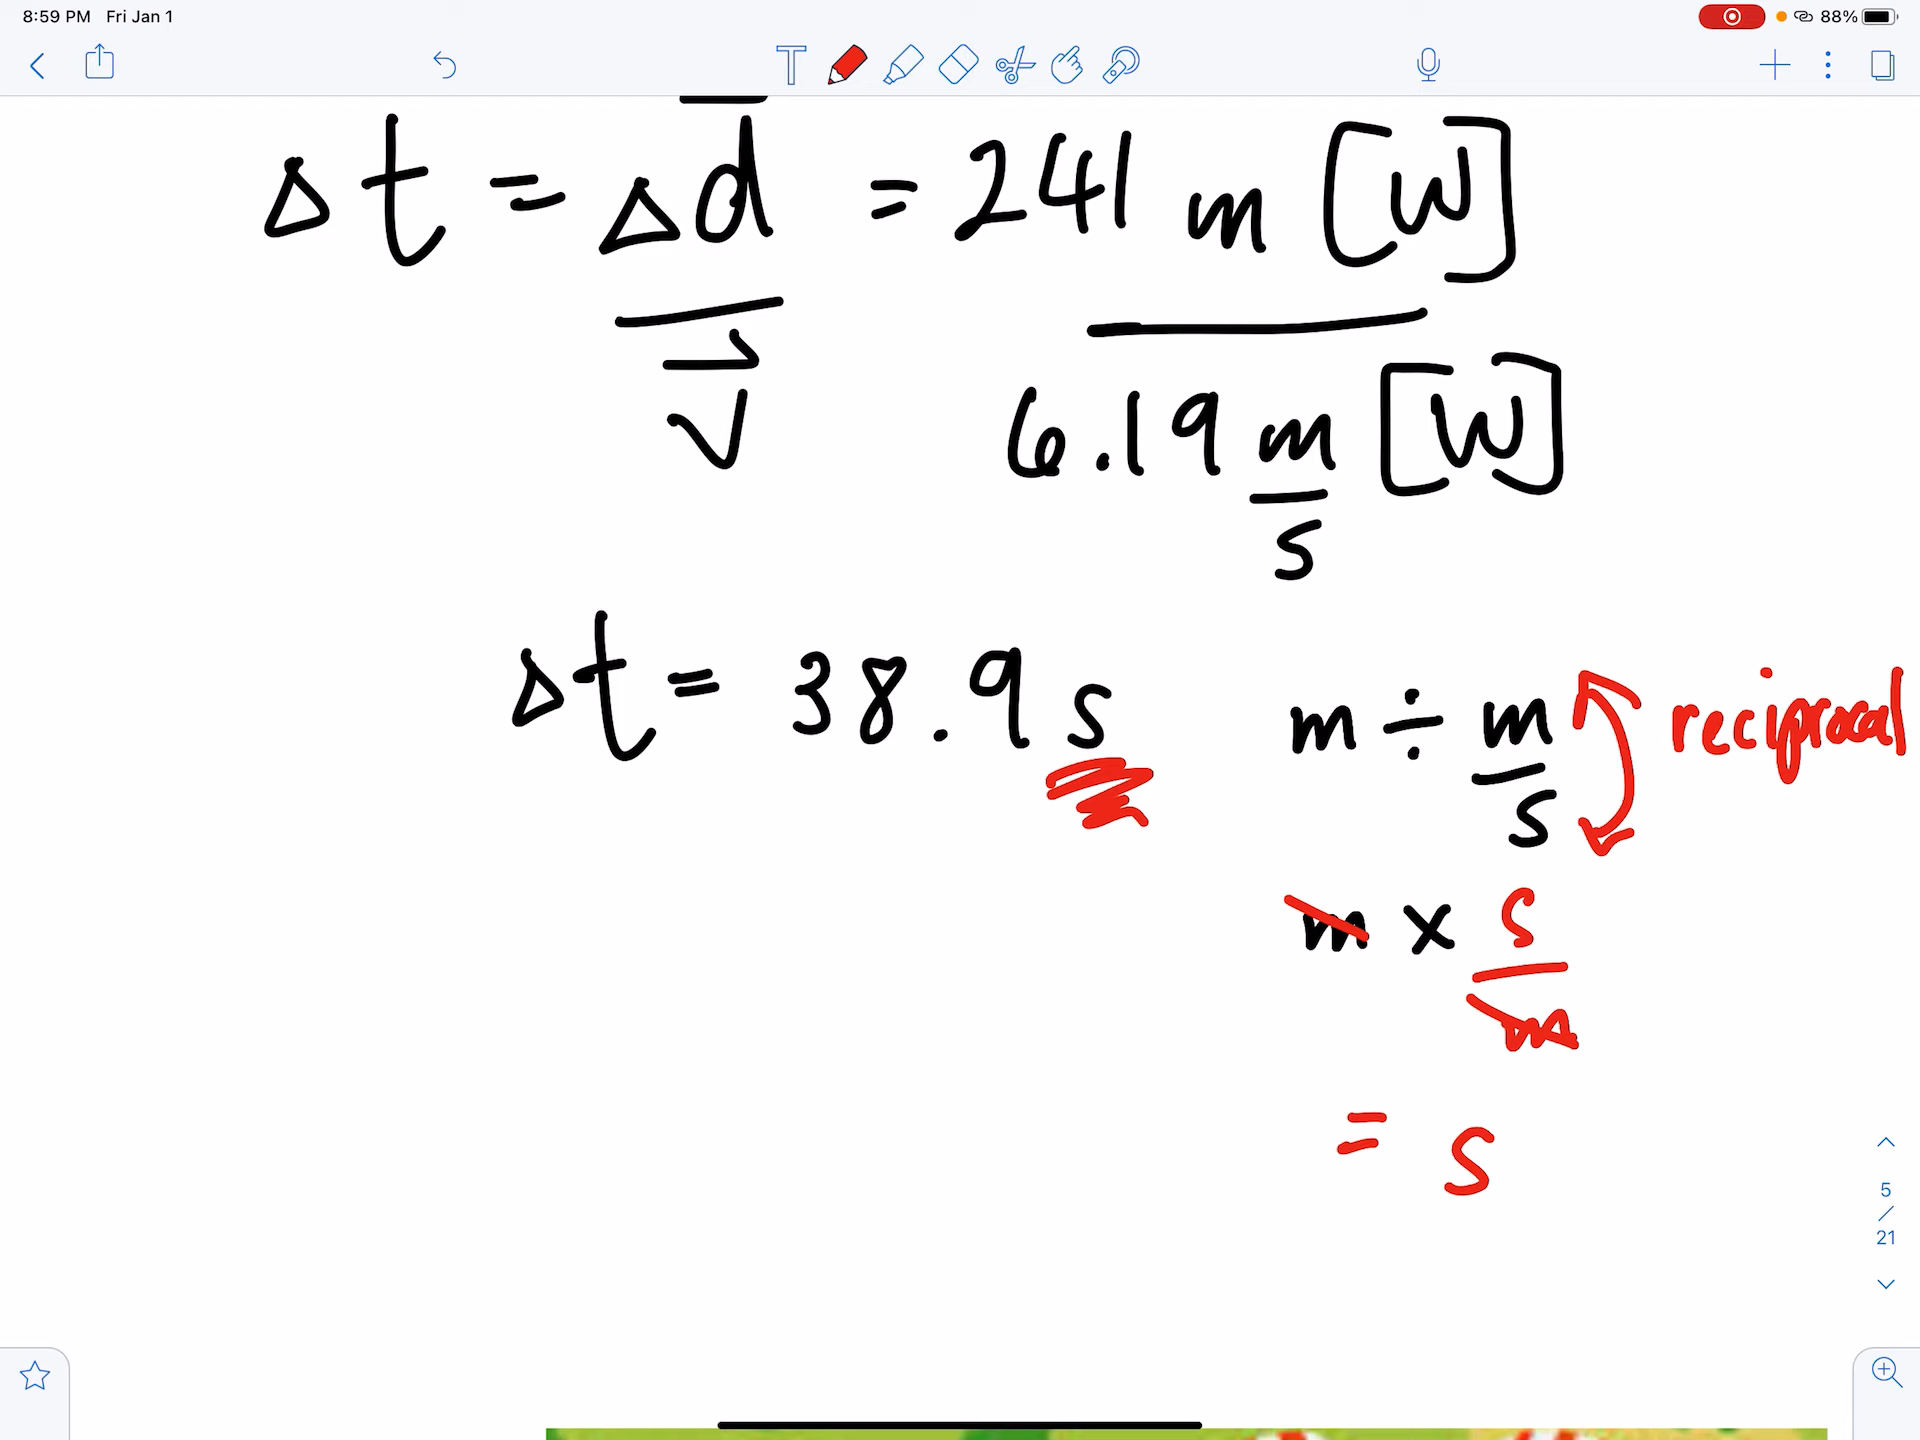 8:59 PM Fri Jan 1
88%
T
Δt = Δd = 241 m [W]
v 6.19 m [W]
s
Δt = 38.9 s
m ÷ m reciprocal
s
m x s
m
= s
5
/
21